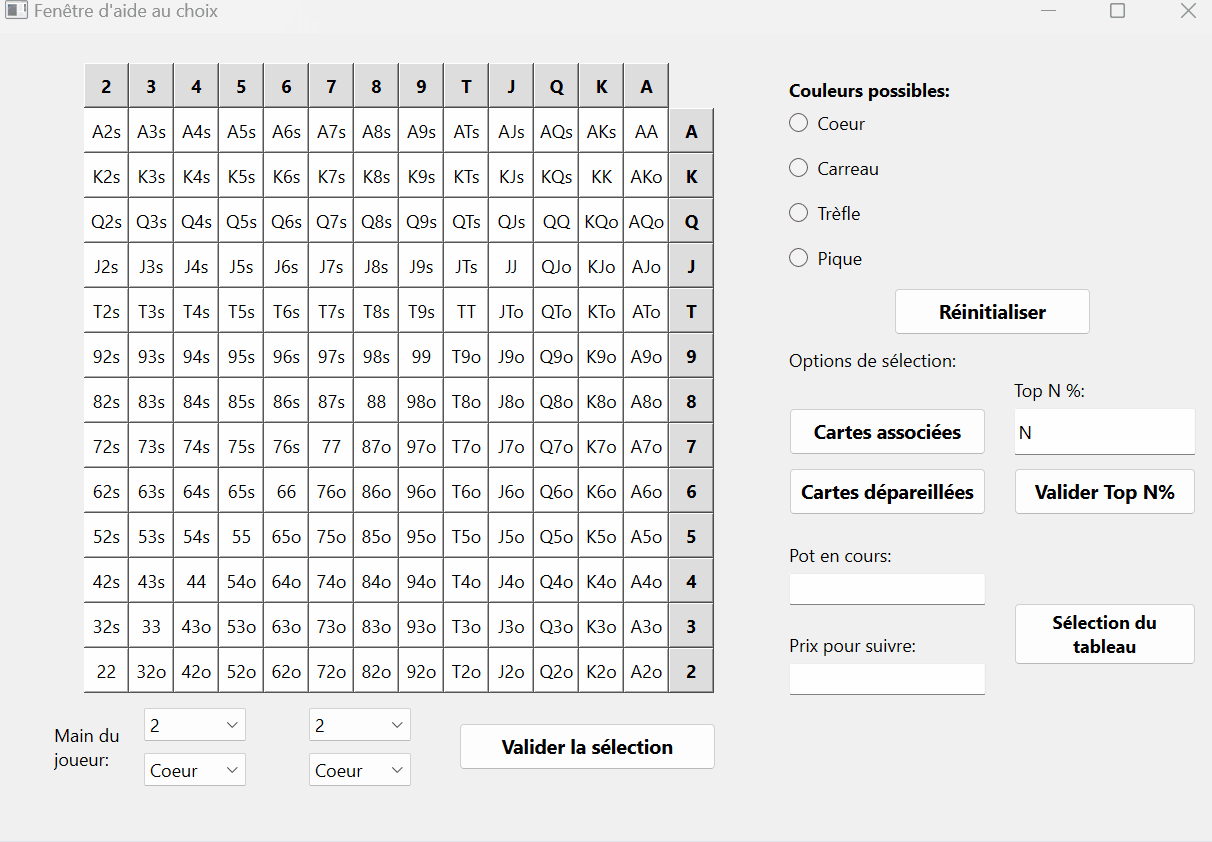 Fenêtre d'aide au choix
2 3 4 5 6 7 8 9 T J Q K A
A2s A3s A4s A5s A6s A7s A8s A9s ATs AJs AQs AKs AA A
K2s K3s K4s K5s K6s K7s K8s K9s KTs KJs KQs KK AKo K
Q2s Q3s Q4s Q5s Q6s Q7s Q8s Q9s QTs QJs QQ KQo AQo Q
J2s J3s J4s J5s J6s J7s J8s J9s JTs JJ QJo KJo AJo J
T2s T3s T4s T5s T6s T7s T8s T9s TT JTo QTo KTo ATo T
92s 93s 94s 95s 96s 97s 98s 99 T9o J9o Q9o K9o A9o 9
82s 83s 84s 85s 86s 87s 88 98o T8o J8o Q8o K8o A8o 8
72s 73s 74s 75s 76s 77 87o 97o T7o J7o Q7o K7o A7o 7
62s 63s 64s 65s 66 76o 86o 96o T6o J6o Q6o K6o A6o 6
52s 53s 54s 55 65o 75o 85o 95o T5o J5o Q5o K5o A5o 5
42s 43s 44 54o 64o 74o 84o 94o T4o J4o Q4o K4o A4o 4
32s 33 43o 53o 63o 73o 83o 93o T3o J3o Q3o K3o A3o 3
22 32o 42o 52o 62o 72o 82o 92o T2o J2o Q2o K2o A2o 2
Main du
joueur:
2 2
Coeur Coeur
Valider la sélection
Couleurs possibles:
Coeur
Carreau
Trèfle
Pique
Réinitialiser
Options de sélection:
Top N %:
Cartes associées
N
Cartes dépareillées
Valider Top N%
Pot en cours:
Prix pour suivre:
Sélection du
tableau